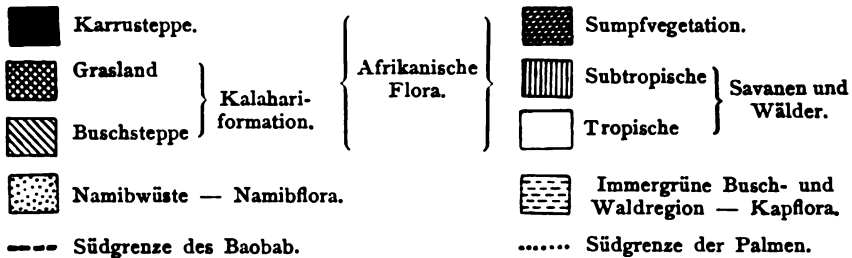 Karrusteppe.
Grasland
Buschsteppe
Kalahari-
formation.
Afrikanische
Flora.
Sumpfvegetation.
Subtropische
Tropische
Savanen und
Wälder.
Namibwüste — Namibflora.
Immergrüne Busch- und
Waldregion — Kapflora.
Südgrenze des Baobab.
Südgrenze der Palmen.